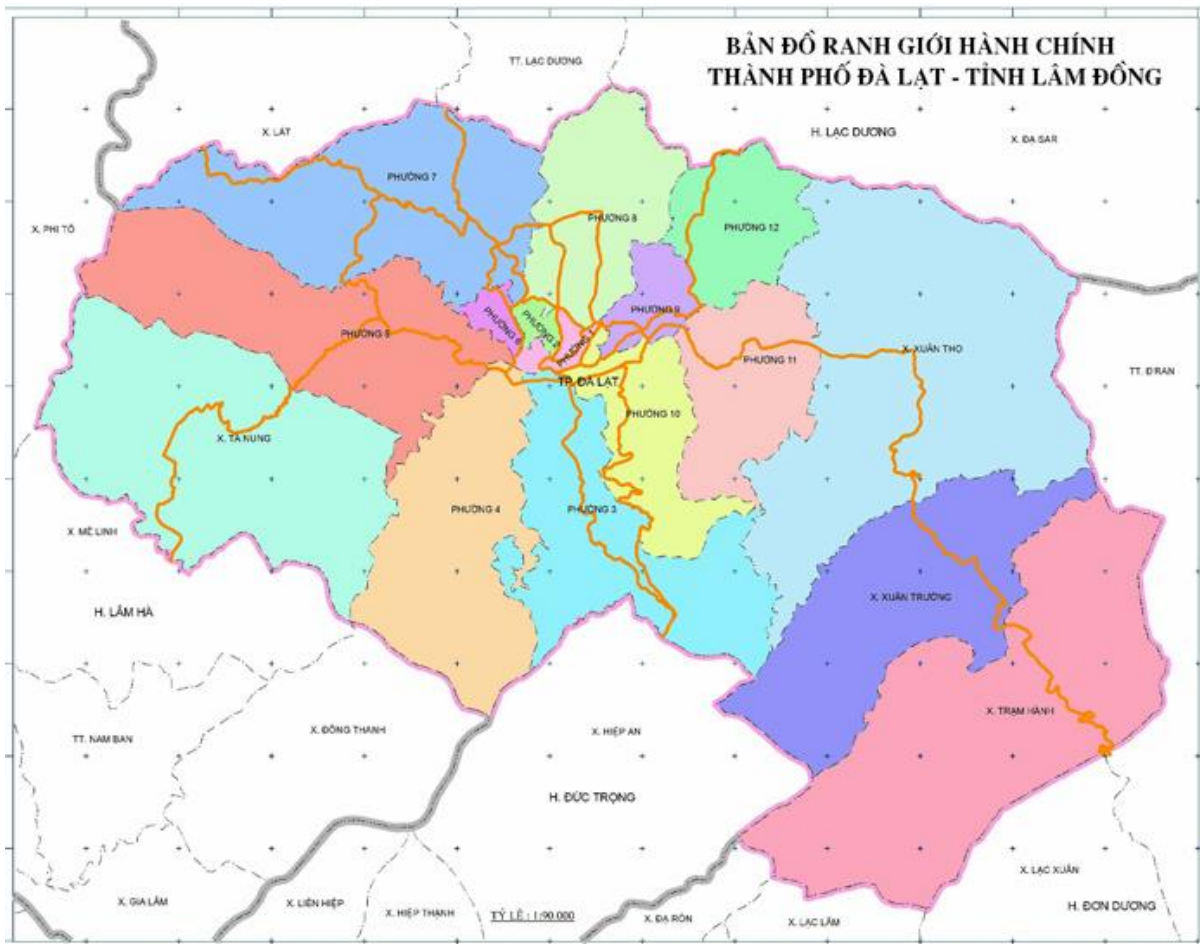 BẢN ĐỒ RANH GIỚI HÀNH CHÍNH
THÀNH PHỐ ĐÀ LẠT - TỈNH LÂM ĐỒNG
TT. LẠC DƯƠNG
X. LÁT
H. LẠC DƯƠNG
X. ĐA SAR
PHƯỜNG 7
PHƯỜNG 8
PHƯỜNG 12
X. PHI TÔ
PHƯỜNG 9
PHƯỜNG 6
PHƯỜNG 2
PHƯỜNG 1
PHƯỜNG 5
PHƯỜNG 11
X. XUÂN THỌ
TT. D'RAN
TP. ĐÀ LẠT
PHƯỜNG 10
X. TÀ NUNG
PHƯỜNG 4
PHƯỜNG 3
X. MÊ LINH
H. LÂM HÀ
X. XUÂN TRƯỜNG
X. TRẠM HÀNH
TT. NAM BAN
X. ĐÔNG THANH
X. HIỆP AN
H. ĐỨC TRỌNG
X. LẠC XUÂN
X. GIA LÂM
X. LIÊN HIỆP
X. HIỆP THẠNH
TỶ LỆ : 1:90.000
X. ĐẠ RÒN
X. LẠC LÂM
H. ĐƠN DƯƠNG